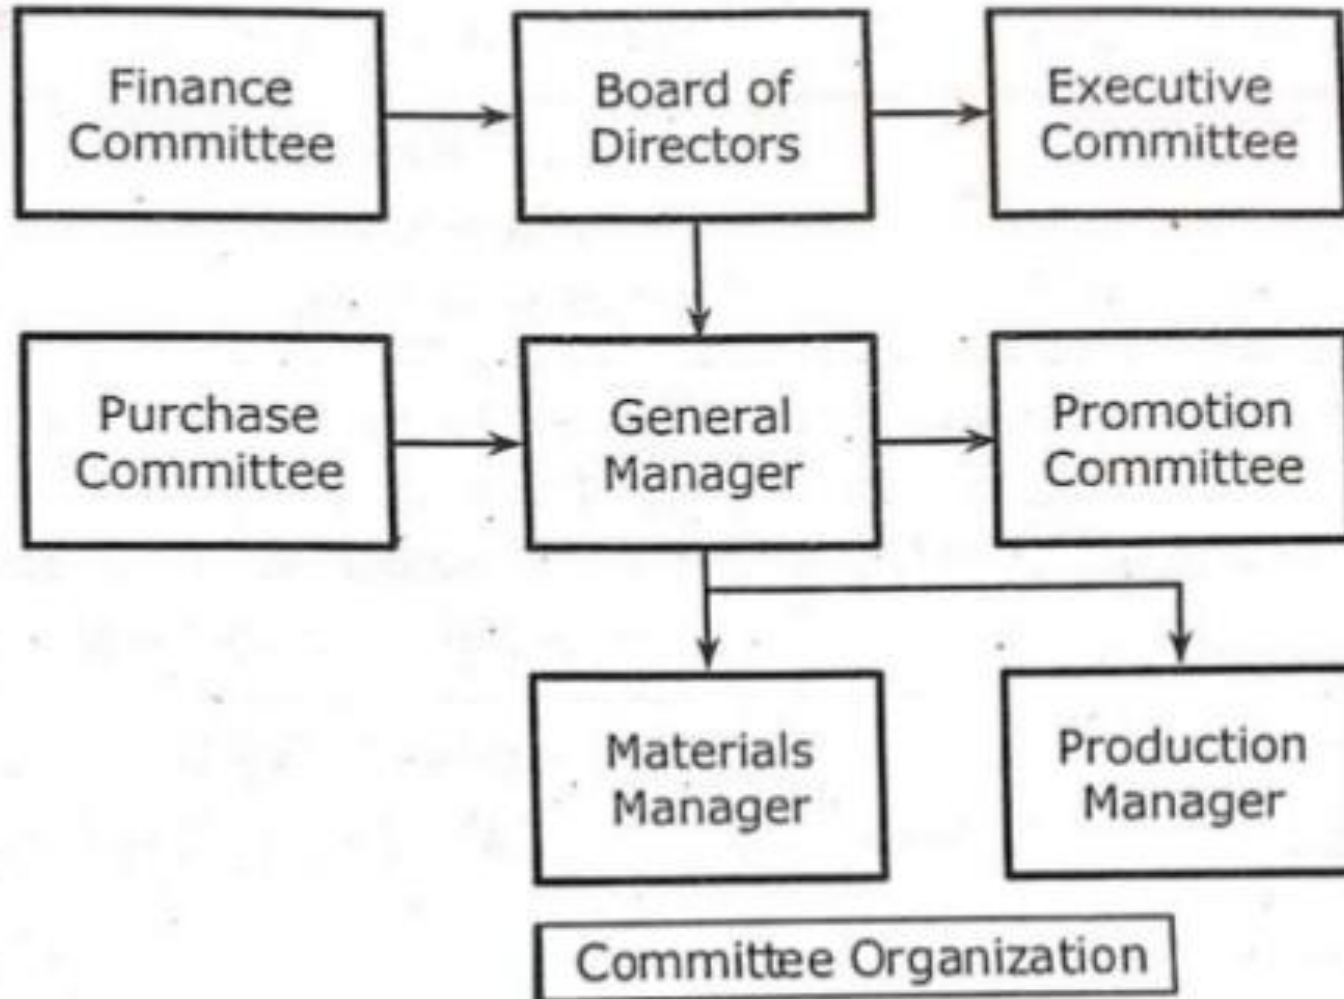 Finance
Committee
Board of
Directors
Executive
Committee
Purchase
Committee
General
Manager
Promotion
Committee
Materials
Manager
Production
Manager
Committee Organization